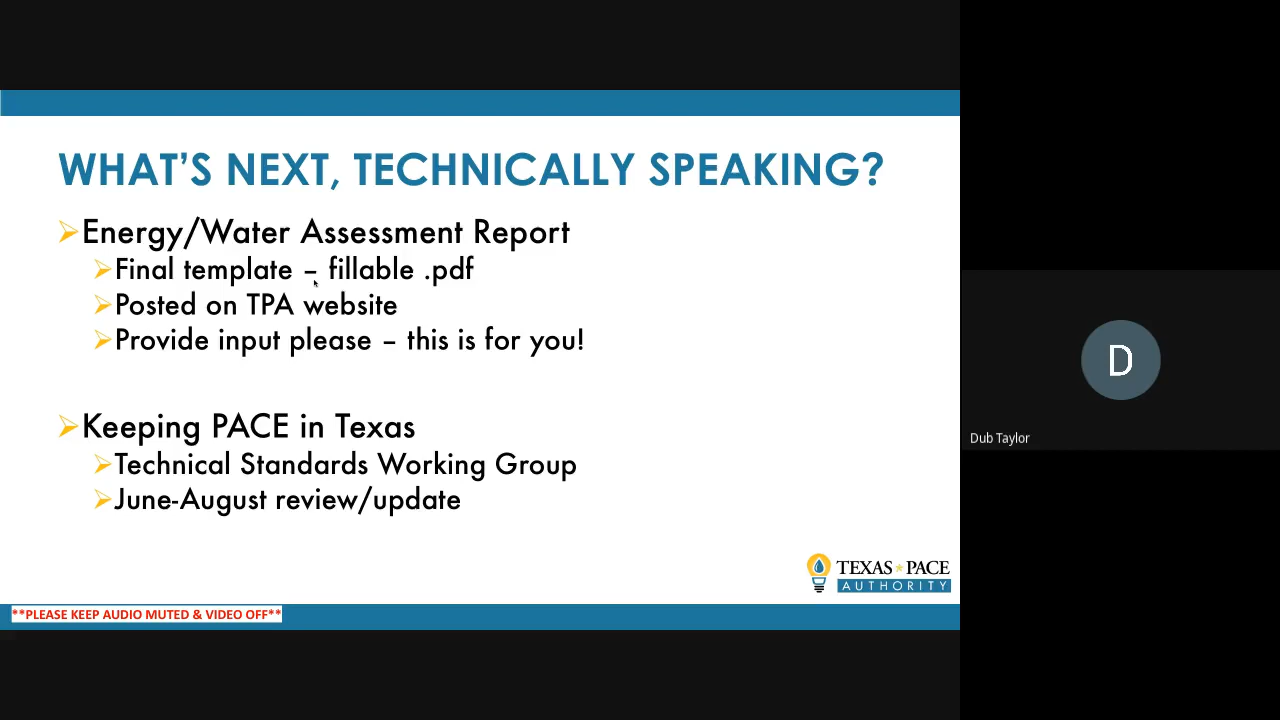 WHAT'S NEXT, TECHNICALLY SPEAKING?
Energy/Water Assessment Report
Final template – fillable .pdf
Posted on TPA website
Provide input please – this is for you!
Keeping PACE in Texas
Technical Standards Working Group
June-August review/update
TEXAS PACE
AUTHORITY
**PLEASE KEEP AUDIO MUTED & VIDEO OFF**
D
Dub Taylor